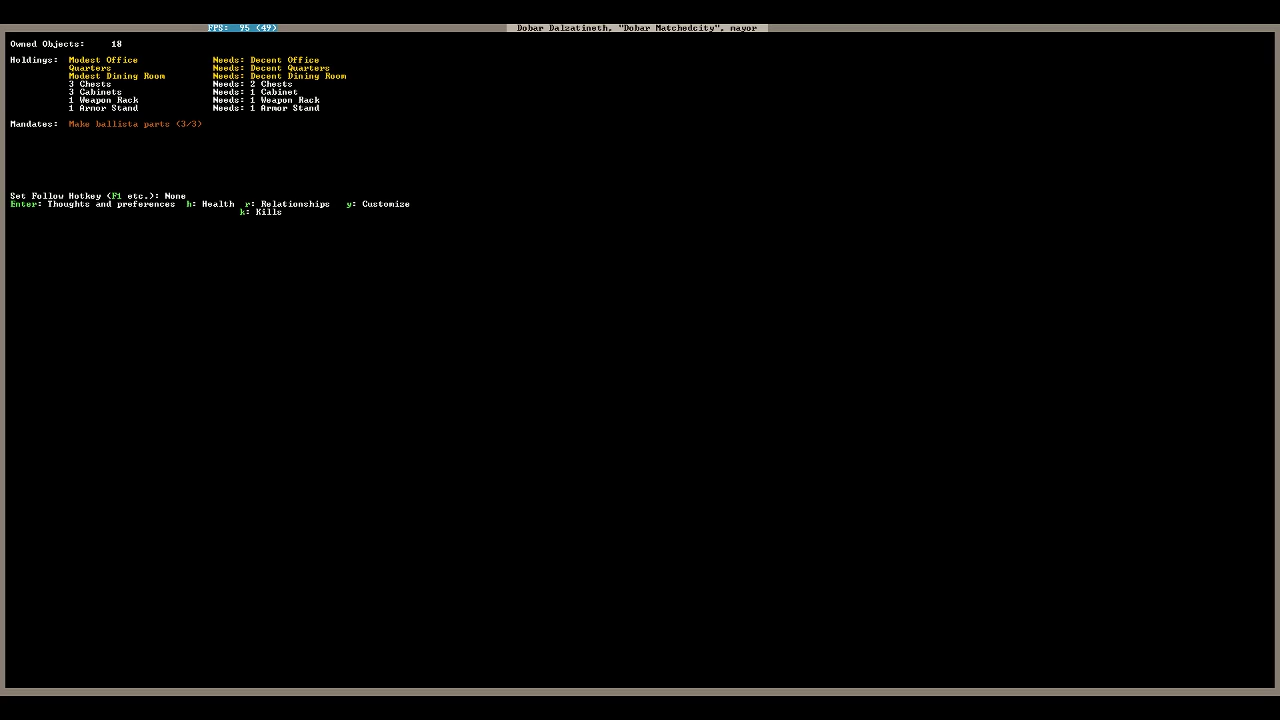 FPS:  95 (49)
Dobar Dalzatineth, "Dobar Matchedcity", mayor
Owned Objects:     18
Holdings:  Modest Office              Needs: Decent Office
Quarters                   Needs: Decent Quarters
Modest Dining Room         Needs: Decent Dining Room
3 Chests                   Needs: 2 Chests
3 Cabinets                 Needs: 1 Cabinet
1 Weapon Rack              Needs: 1 Weapon Rack
1 Armor Stand              Needs: 1 Armor Stand
Mandates:  Make ballista parts (3/3)
Set Follow Hotkey (F1 etc.): None
Enter: Thoughts and preferences  h: Health  r: Relationships   y: Customize
k: Kills